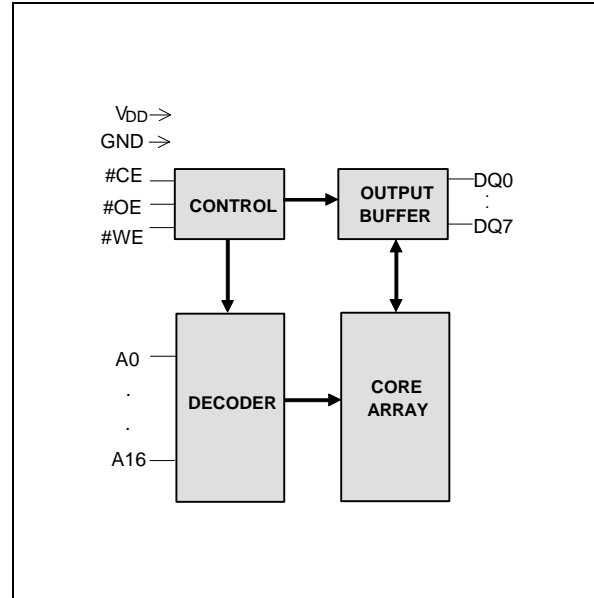 VDD
GND
#CE
#OE
#WE
CONTROL
OUTPUT
BUFFER
DQ0
.
.
DQ7
A0
.
.
A16
DECODER
CORE
ARRAY